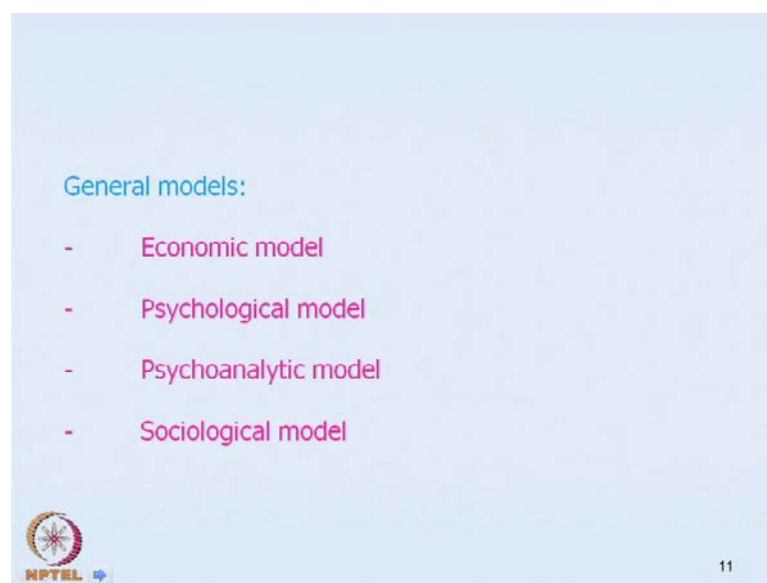 General models:
- Economic model
- Psychological model
- Psychoanalytic model
- Sociological model
NPTEL
11